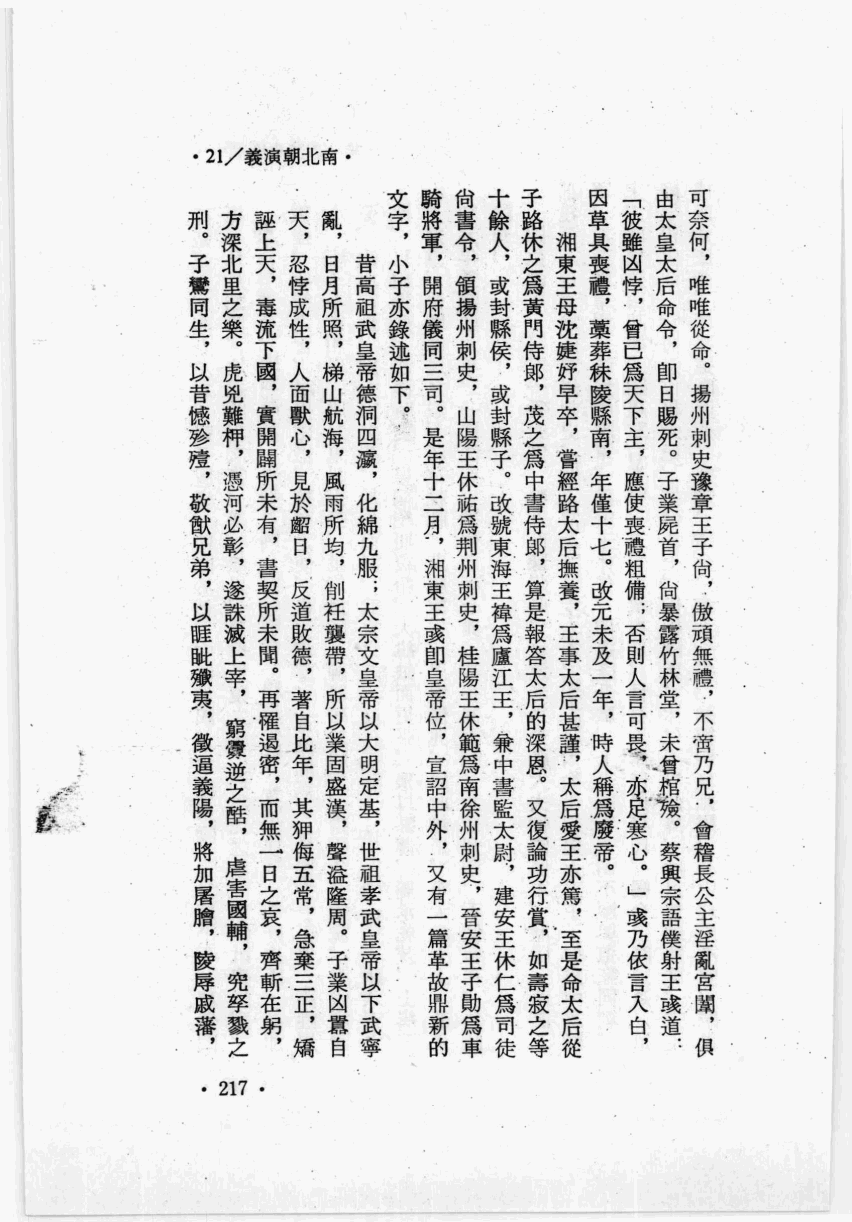 •21／義演朝北南•
可奈何，唯唯從命。揚州刺史豫章王子尙，傲頑無禮，不啻乃兄，會稽長公主淫亂宮闈，俱
由太皇太后命令，卽日賜死。子業屍首，尙暴露竹林堂，未曾棺殮。蔡興宗語僕射王彧道：
「彼雖凶悖，曾已爲天下主，應使喪禮粗備；否則人言可畏，亦足寒心。」彧乃依言入白，
因草具喪禮，藁葬秣陵縣南，年僅十七。改元未及一年，時人稱爲廢帝。
湘東王母沈婕妤早卒，嘗經路太后撫養，王事太后甚謹，太后愛王亦篤，至是命太后從
子路休之爲黃門侍郎，茂之爲中書侍郎，算是報答太后的深恩。又復論功行賞，如壽寂之等
十餘人，或封縣侯，或封縣子。改號東海王褘爲廬江王，兼中書監太尉，建安王休仁爲司徒
尙書令，領揚州刺史，山陽王休祐爲荆州刺史，桂陽王休範爲南徐州刺史，晉安王子勛爲車
騎將軍，開府儀同三司。是年十二月，湘東王彧卽皇帝位，宣詔中外，又有一篇革故鼎新的
文字，小子亦錄述如下。
昔高祖武皇帝德洞四瀛，化綿九服；太宗文皇帝以大明定基，世祖孝武皇帝以下武寧
亂，日月所照，梯山航海，風雨所均，削衽襲帶，所以業固盛漢，聲溢隆周。子業凶嚚自
天，忍悖成性，人面獸心，見於齠日，反道敗德，著自比年，其狎侮五常，急棄三正，矯
誣上天，毒流下國，實開闢所未有，書契所未聞。再罹遏密，而無一日之哀，齊斬在躬，
方深北里之樂。虎兕難柙，憑河必彰，遂誅滅上宰，窮釁逆之酷，虐害國輔，究孥戮之
刑。子鸞同生，以昔憾殄殪，敬猷兄弟，以睚眦殲夷，徵逼義陽，將加屠膾，陵辱戚藩，
•217•